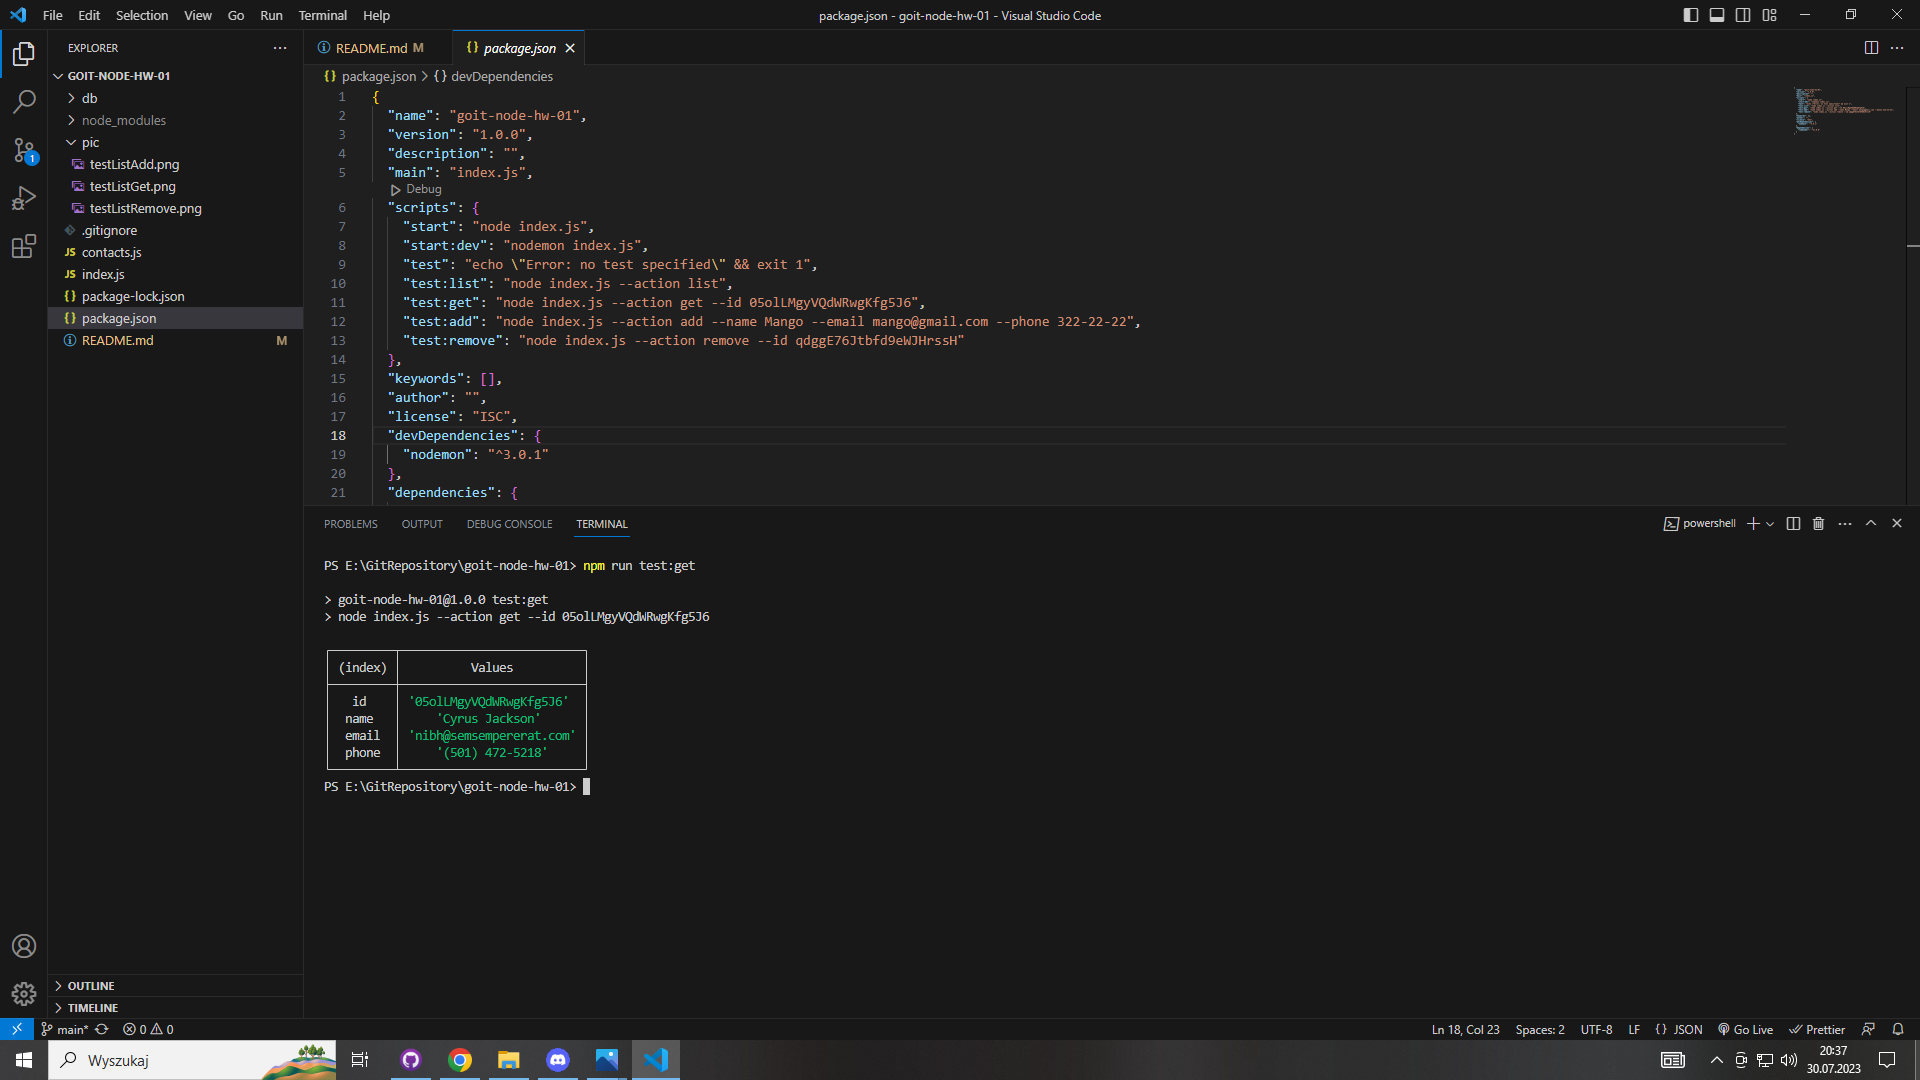 File Edit Selection View Go Run Terminal Help
package.json - goit-node-hw-01 - Visual Studio Code
EXPLORER
GOIT-NODE-HW-01
db
node_modules
pic
testListAdd.png
testListGet.png
testListRemove.png
.gitignore
JS contacts.js
JS index.js
{} package-lock.json
{} package.json
README.md M
OUTLINE
TIMELINE
README.md M
{} package.json
{} package.json > {} devDependencies
1 {
2 "name": "goit-node-hw-01",
3 "version": "1.0.0",
4 "description": "",
5 "main": "index.js",
Debug
6 "scripts": {
7 "start": "node index.js",
8 "start:dev": "nodemon index.js",
9 "test": "echo \"Error: no test specified\" && exit 1",
10 "test:list": "node index.js --action list",
11 "test:get": "node index.js --action get --id 05olLMgyVQdWRwgKfg5J6",
12 "test:add": "node index.js --action add --name Mango --email mango@gmail.com --phone 322-22-22",
13 "test:remove": "node index.js --action remove --id qdggE76Jtbfd9eWJHrssH"
14 },
15 "keywords": [],
16 "author": "",
17 "license": "ISC",
18 "devDependencies": {
19 "nodemon": "^3.0.1"
20 },
21 "dependencies": {
PROBLEMS OUTPUT DEBUG CONSOLE TERMINAL
powershell
PS E:\GitRepository\goit-node-hw-01> npm run test:get
> goit-node-hw-01@1.0.0 test:get
> node index.js --action get --id 05olLMgyVQdWRwgKfg5J6
(index) Values
id '05olLMgyVQdWRwgKfg5J6'
name 'Cyrus Jackson'
email 'nibh@semsempererat.com'
phone '(501) 472-5218'
PS E:\GitRepository\goit-node-hw-01>
1
main* 0 0
Ln 18, Col 23 Spaces: 2 UTF-8 LF {} JSON Go Live Prettier
Wyszukaj
20:37
30.07.2023